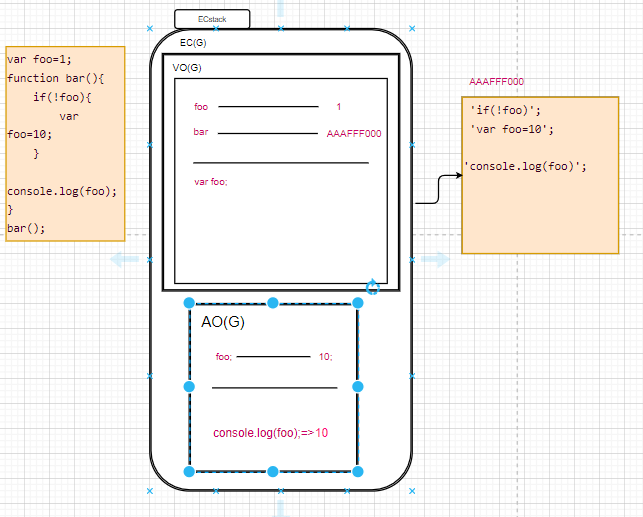 ECstack
EC(G)
VO(G)
foo 1
bar AAAFFF000
var foo;
AO(G)
foo; 10;
console.log(foo);=>10
var foo=1;
function bar(){
if(!foo){
var
foo=10;
}
console.log(foo);
}
bar();
AAAFFF000
'if(!foo)';
'var foo=10';
'console.log(foo)';